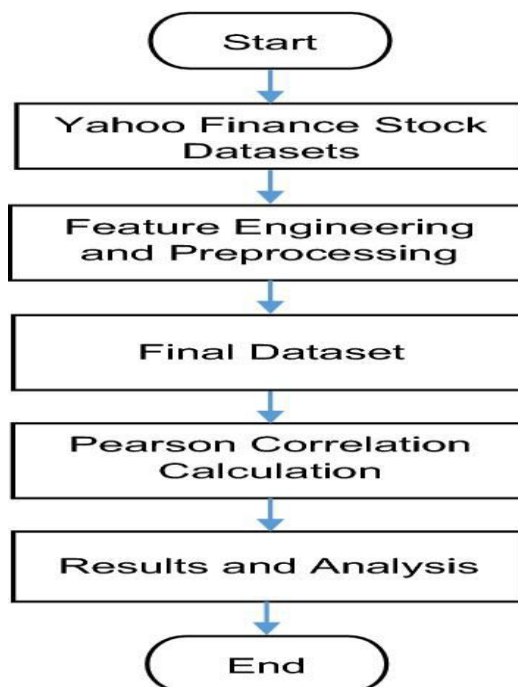 Start
Yahoo Finance Stock
Datasets
Feature Engineering
and Preprocessing
Final Dataset
Pearson Correlation
Calculation
Results and Analysis
End